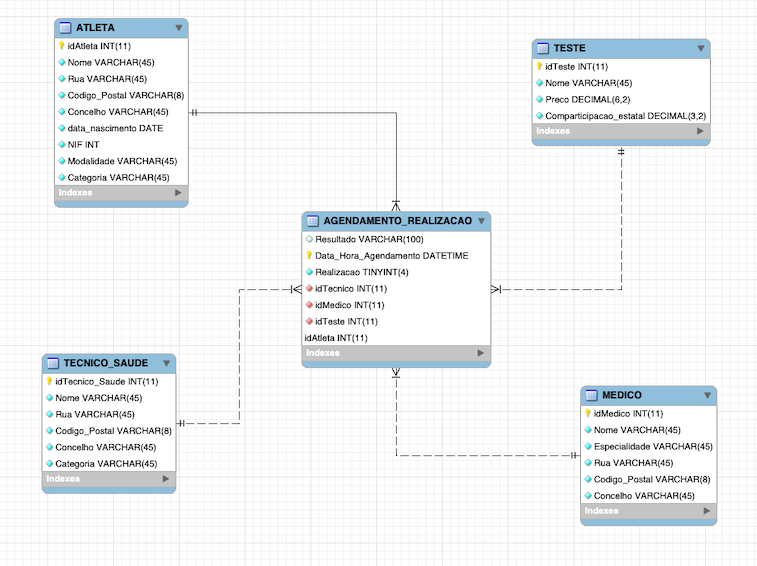 ATLETA
idAtleta INT(11)
Nome VARCHAR(45)
Rua VARCHAR(45)
Codigo_Postal VARCHAR(8)
Concelho VARCHAR(45)
data_nascimento DATE
NIF INT
Modalidade VARCHAR(45)
Categoria VARCHAR(45)
Indexes
TESTE
idTeste INT(11)
Nome VARCHAR(45)
Preco DECIMAL(6,2)
Comparticipacao_estatal DECIMAL(3,2)
Indexes
AGENDAMENTO_REALIZACAO
Resultado VARCHAR(100)
Data_Hora_Agendamento DATETIME
Realizacao TINYINT(4)
idTecnico INT(11)
idMedico INT(11)
idTeste INT(11)
idAtleta INT(11)
Indexes
TECNICO_SAUDE
idTecnico_Saude INT(11)
Nome VARCHAR(45)
Rua VARCHAR(45)
Codigo_Postal VARCHAR(8)
Concelho VARCHAR(45)
Categoria VARCHAR(45)
Indexes
MEDICO
idMedico INT(11)
Nome VARCHAR(45)
Especialidade VARCHAR(45)
Rua VARCHAR(45)
Codigo_Postal VARCHAR(8)
Concelho VARCHAR(45)
Indexes